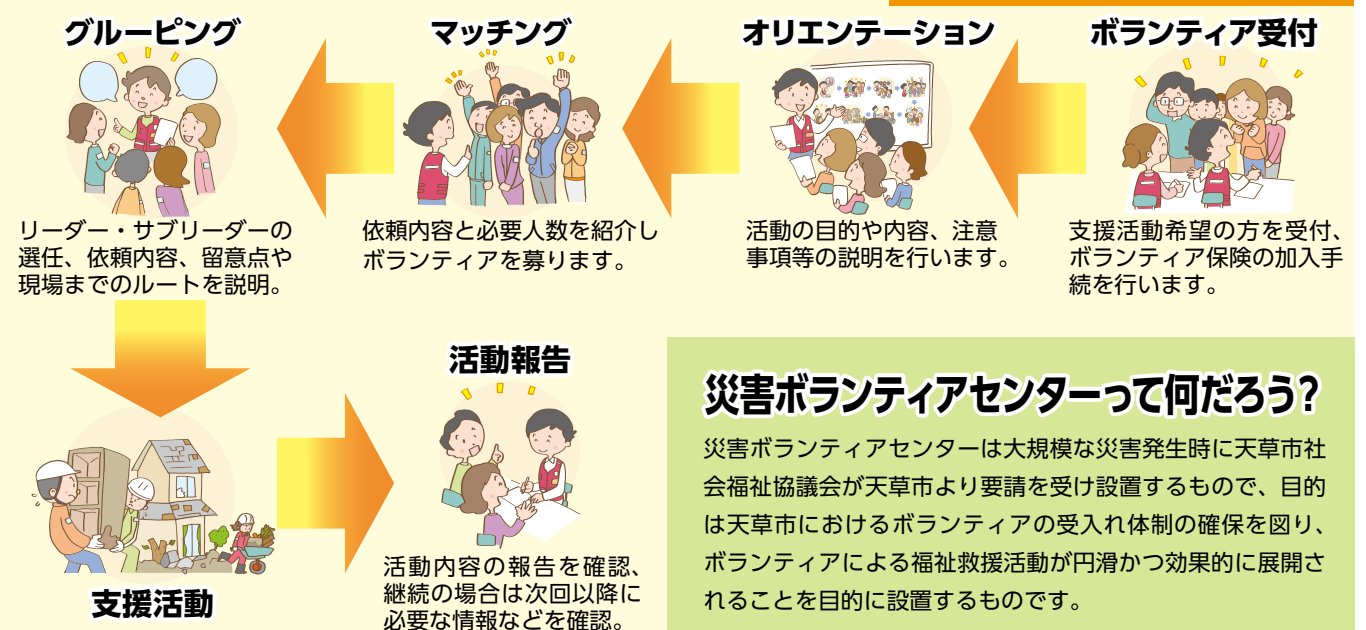 ボランティア受付
支援活動希望の方を受付、
ボランティア保険の加入手
続を行います。
オリエンテーション
活動の目的や内容、注意
事項等の説明を行います。
マッチング
依頼内容と必要人数を紹介し
ボランティアを募ります。
グルーピング
リーダー・サブリーダーの
選任、依頼内容、留意点や
現場までのルートを説明。
支援活動
活動報告
活動内容の報告を確認、
継続の場合は次回以降に
必要な情報などを確認。
災害ボランティアセンターって何だろう?
災害ボランティアセンターは大規模な災害発生時に天草市社
会福祉協議会が天草市より要請を受け設置するもので、目的
は天草市におけるボランティアの受入れ体制の確保を図り、
ボランティアによる福祉救援活動が円滑かつ効果的に展開さ
れることを目的に設置するものです。